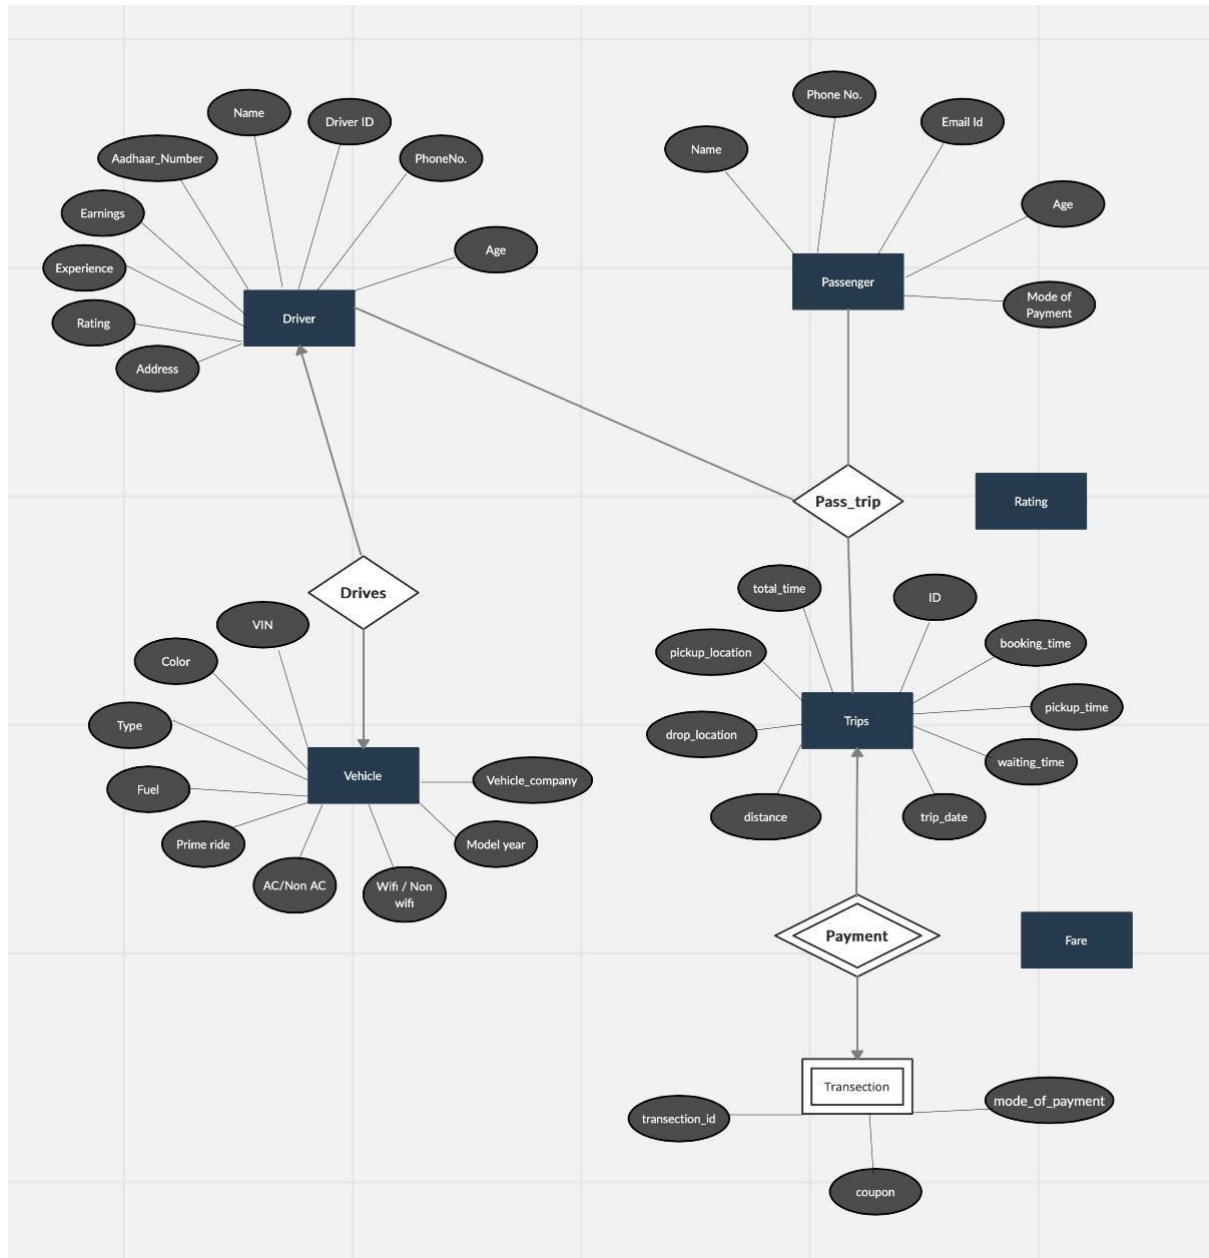 Phone No.
Name
Driver ID
Email Id
Name
Aadhaar_Number
PhoneNo.
Earnings
Age
Age
Experience
Passenger
Mode of
Payment
Rating
Driver
Address
Pass_trip
Rating
Drives
total_time
ID
VIN
booking_time
Color
pickup_location
pickup_time
Type
Trips
drop_location
waiting_time
Vehicle
Vehicle_company
Fuel
distance
trip_date
Prime ride
Model year
AC/Non AC
Wifi / Non
wifi
Payment
Fare
Transection
mode_of_payment
transection_id
coupon